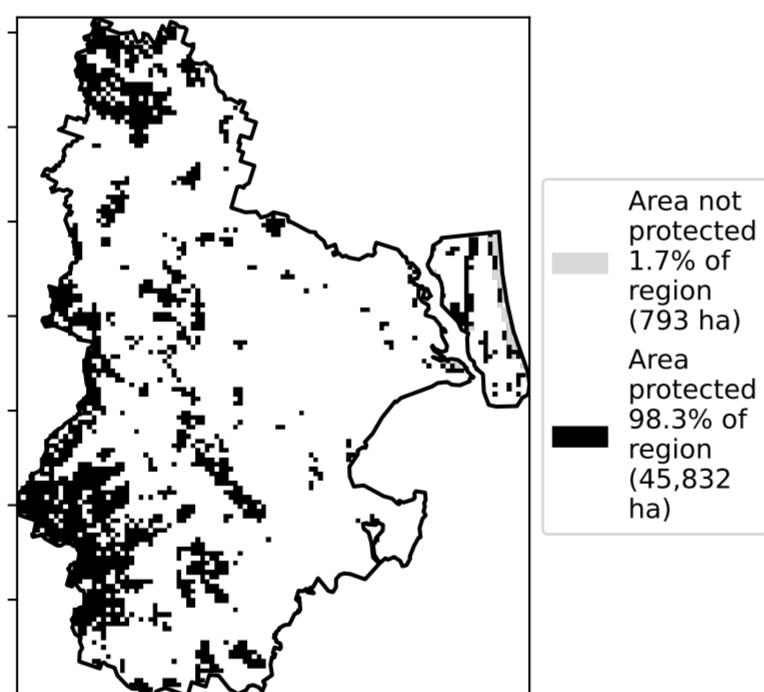 Area not
protected
1.7% of
region
(793 ha)
Area
protected
98.3% of
region
(45,832
ha)